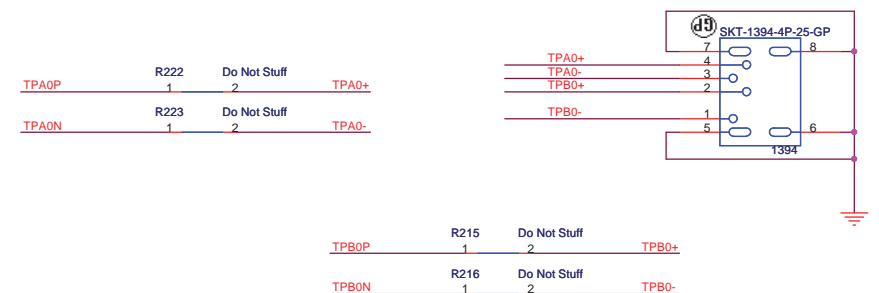 GP SKT-1394-4P-25-GP
7 8
TPA0+ 4
TPA0- 3
TPB0+ 2
TPB0- 1
5 6
1394
R222 Do Not Stuff
TPA0P 1 2 TPA0+
R223 Do Not Stuff
TPA0N 1 2 TPA0-
R215 Do Not Stuff
TPB0P 1 2 TPB0+
R216 Do Not Stuff
TPB0N 1 2 TPB0-